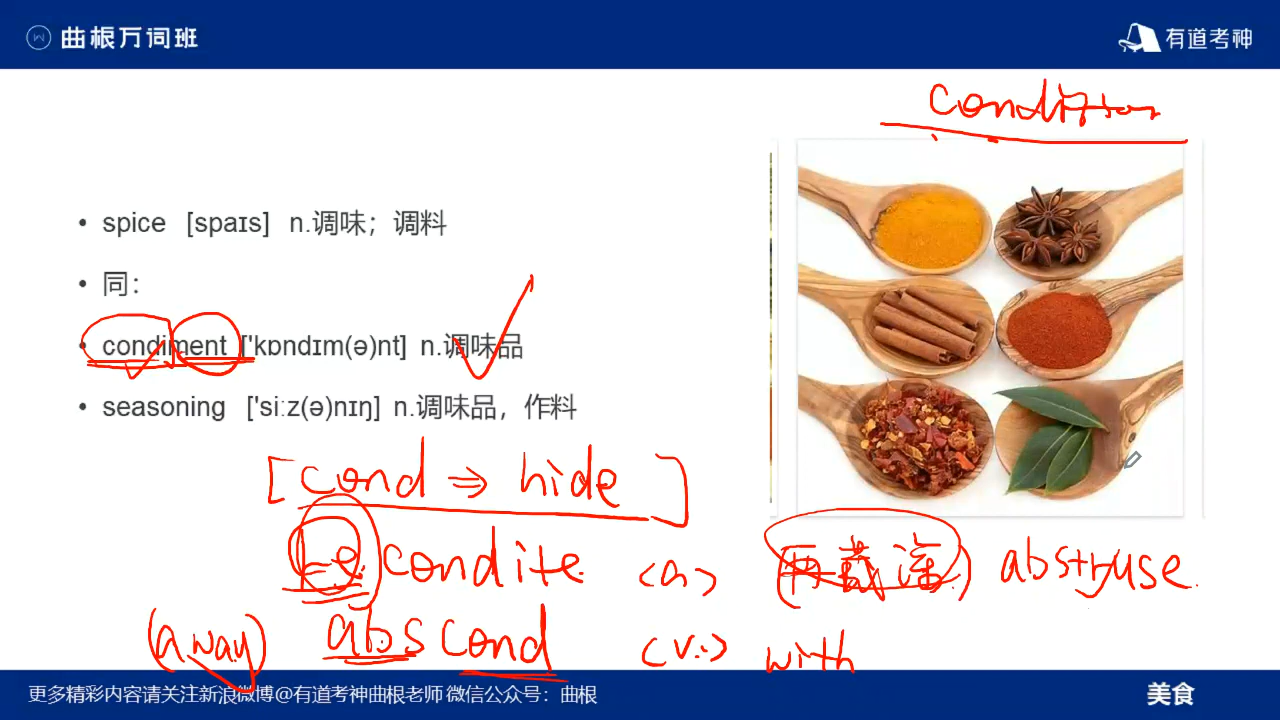 曲根万词班
有道考神
condition
• spice [spaɪs] n.调味；调料
• 同：
• condiment ['kɒndɪm(ə)nt] n.调味品
• seasoning ['siːz(ə)nɪŋ] n.调味品，作料
[cond ⇒ hide]
recondite <a> (再藏深) abstruse
(away) abscond <v.> with
更多精彩内容请关注新浪微博@有道考神曲根老师 微信公众号：曲根
美食